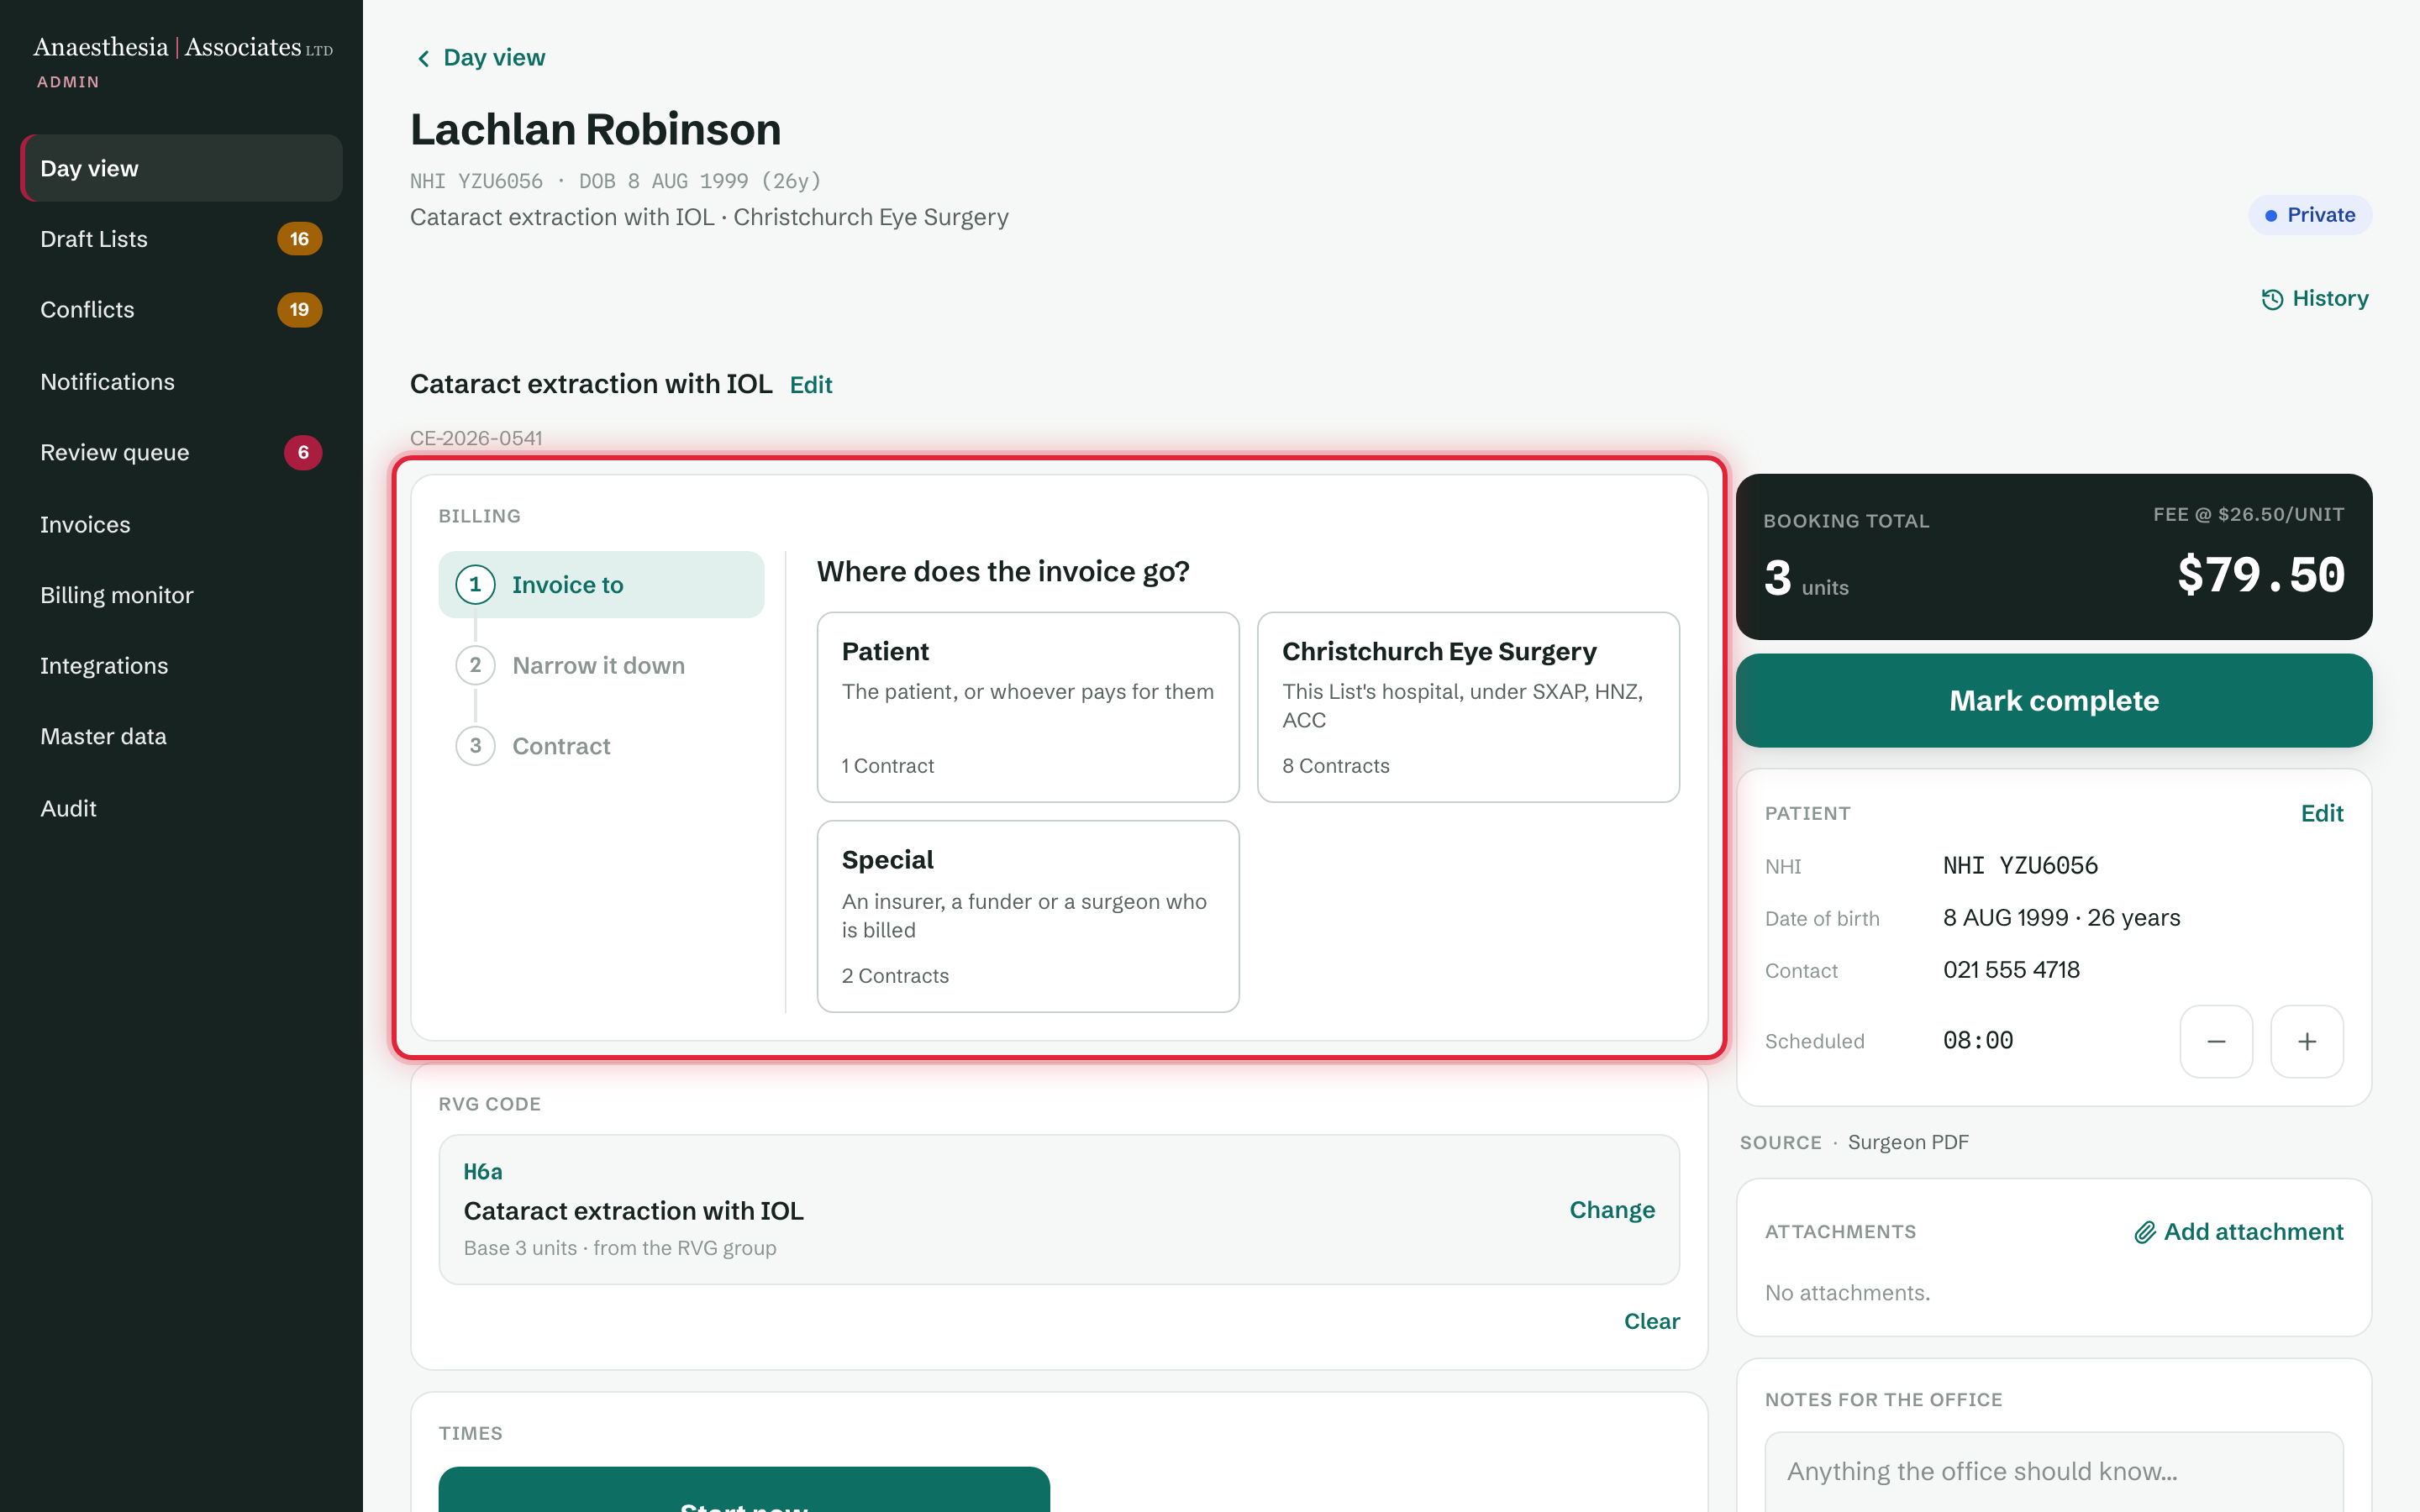 Anaesthesia | Associates LTD
ADMIN
Day view
Draft Lists 16
Conflicts 19
Notifications
Review queue 6
Invoices
Billing monitor
Integrations
Master data
Audit
Day view
Lachlan Robinson
NHI YZU6056 · DOB 8 AUG 1999 (26y)
Cataract extraction with IOL · Christchurch Eye Surgery
Private
History
Cataract extraction with IOL Edit
CE-2026-0541
BILLING
1 Invoice to
2 Narrow it down
3 Contract
Where does the invoice go?
Patient
The patient, or whoever pays for them
1 Contract
Christchurch Eye Surgery
This List's hospital, under SXAP, HNZ,
ACC
8 Contracts
Special
An insurer, a funder or a surgeon who
is billed
2 Contracts
RVG CODE
H6a
Cataract extraction with IOL
Base 3 units · from the RVG group
Change
Clear
TIMES
Start now
BOOKING TOTAL
FEE @ $26.50/UNIT
3 units
$79.50
Mark complete
PATIENT Edit
NHI NHI YZU6056
Date of birth 8 AUG 1999 · 26 years
Contact 021 555 4718
Scheduled 08:00 − +
SOURCE · Surgeon PDF
ATTACHMENTS Add attachment
No attachments.
NOTES FOR THE OFFICE
Anything the office should know...